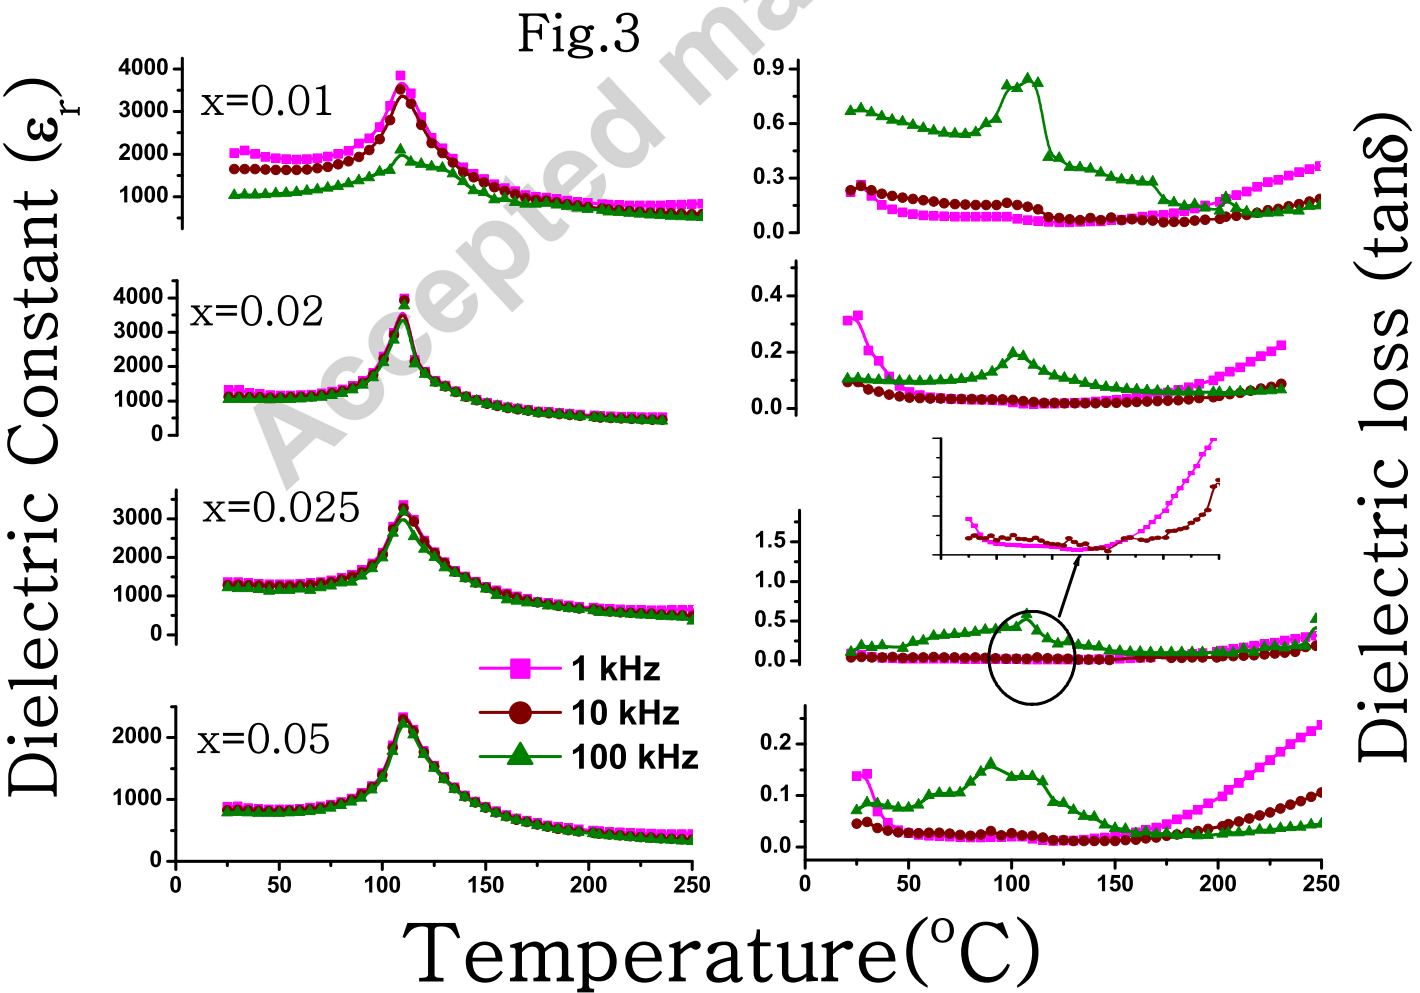 Fig.3
Accepted ma
Dielectric Constant (εr)
x=0.01
4000
3000
2000
1000
x=0.02
4000
3000
2000
1000
0
x=0.025
3000
2000
1000
0
1 kHz
10 kHz
100 kHz
x=0.05
2000
1000
0
0 50 100 150 200 250
0.9
0.6
0.3
0.0
0.4
0.2
0.0
1.5
1.0
0.5
0.0
0.2
0.1
0.0
0 50 100 150 200 250
Dielectric loss (tanδ)
Temperature(°C)